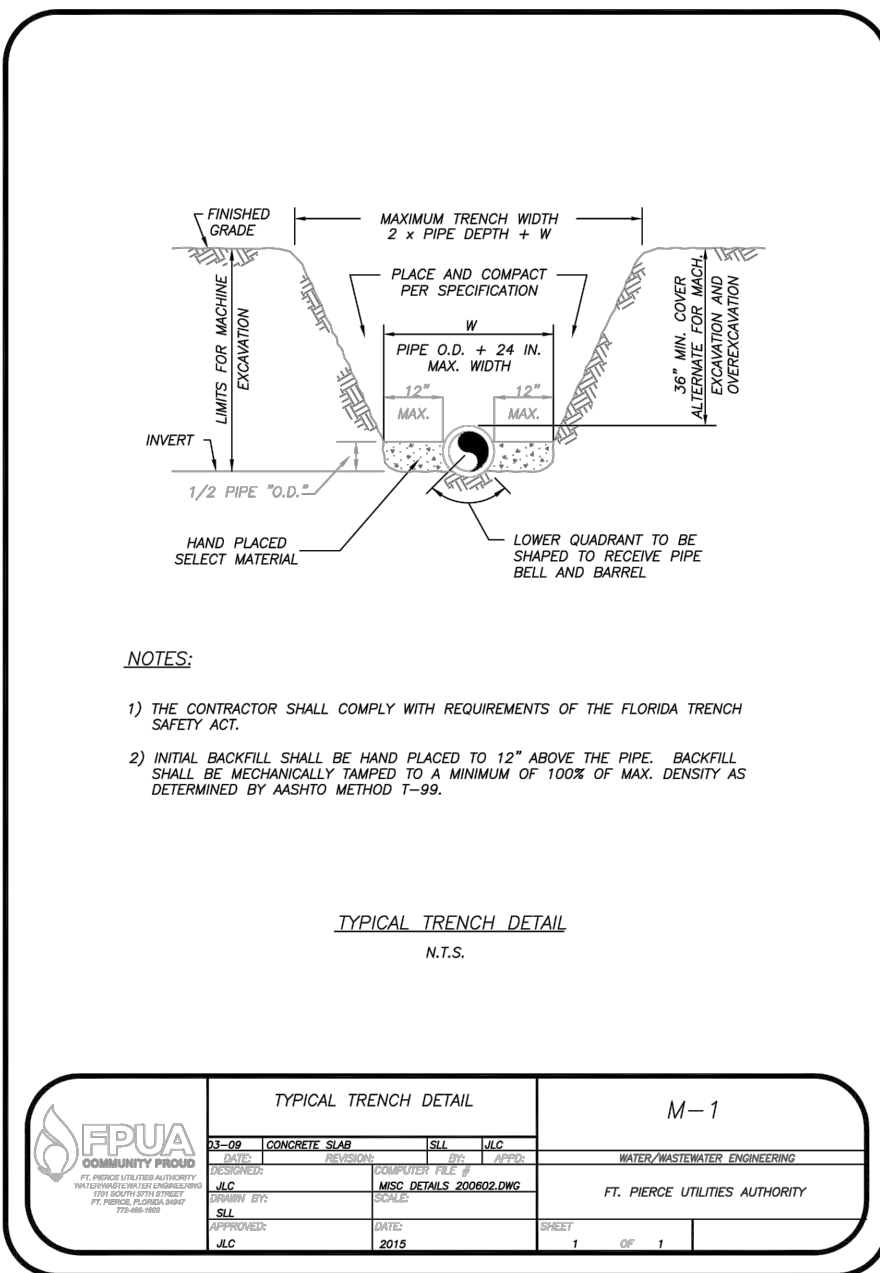 FINISHED
GRADE
MAXIMUM TRENCH WIDTH
2 x PIPE DEPTH + W
PLACE AND COMPACT
PER SPECIFICATION
LIMITS FOR MACHINE
EXCAVATION
W
PIPE O.D. + 24 IN.
MAX. WIDTH
36" MIN. COVER
ALTERNATE FOR MACH.
EXCAVATION AND
OVEREXCAVATION
12"
MAX.
12"
MAX.
INVERT
1/2 PIPE "O.D."
HAND PLACED
SELECT MATERIAL
LOWER QUADRANT TO BE
SHAPED TO RECEIVE PIPE
BELL AND BARREL
NOTES:
1) THE CONTRACTOR SHALL COMPLY WITH REQUIREMENTS OF THE FLORIDA TRENCH
SAFETY ACT.
2) INITIAL BACKFILL SHALL BE HAND PLACED TO 12" ABOVE THE PIPE. BACKFILL
SHALL BE MECHANICALLY TAMPED TO A MINIMUM OF 100% OF MAX. DENSITY AS
DETERMINED BY AASHTO METHOD T-99.
TYPICAL TRENCH DETAIL
N.T.S.
FPUA
COMMUNITY PROUD
FT. PIERCE UTILITIES AUTHORITY
WATER/WASTEWATER ENGINEERING
1701 SOUTH 37TH STREET
FT. PIERCE, FLORIDA 34947
TYPICAL TRENCH DETAIL
03-09 CONCRETE SLAB SLL JLC
DATE: REVISION: BY: APPD:
DESIGNED: COMPUTER FILE #
JLC MISC DETAILS 200602.DWG
DRAWN BY: SCALE:
SLL
APPROVED: DATE:
JLC 2015
M-1
WATER/WASTEWATER ENGINEERING
FT. PIERCE UTILITIES AUTHORITY
SHEET
1 OF 1